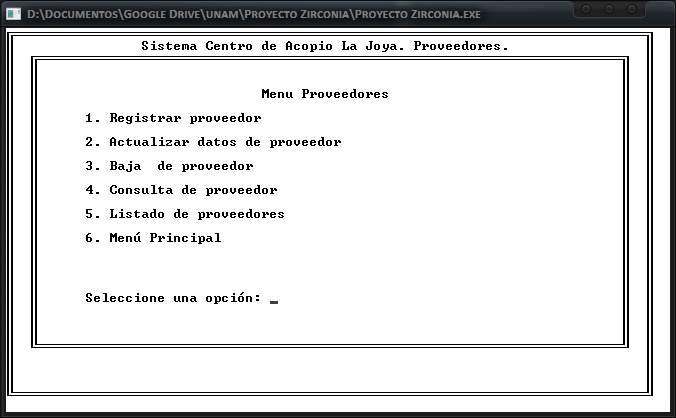 D:\Documentos\Google Drive\unam\Proyecto Zirconia\Proyecto Zirconia.exe
Sistema Centro de Acopio La Joya. Proveedores.
Menu Proveedores
1. Registrar proveedor
2. Actualizar datos de proveedor
3. Baja  de proveedor
4. Consulta de proveedor
5. Listado de proveedores
6. Menú Principal
Seleccione una opción: _